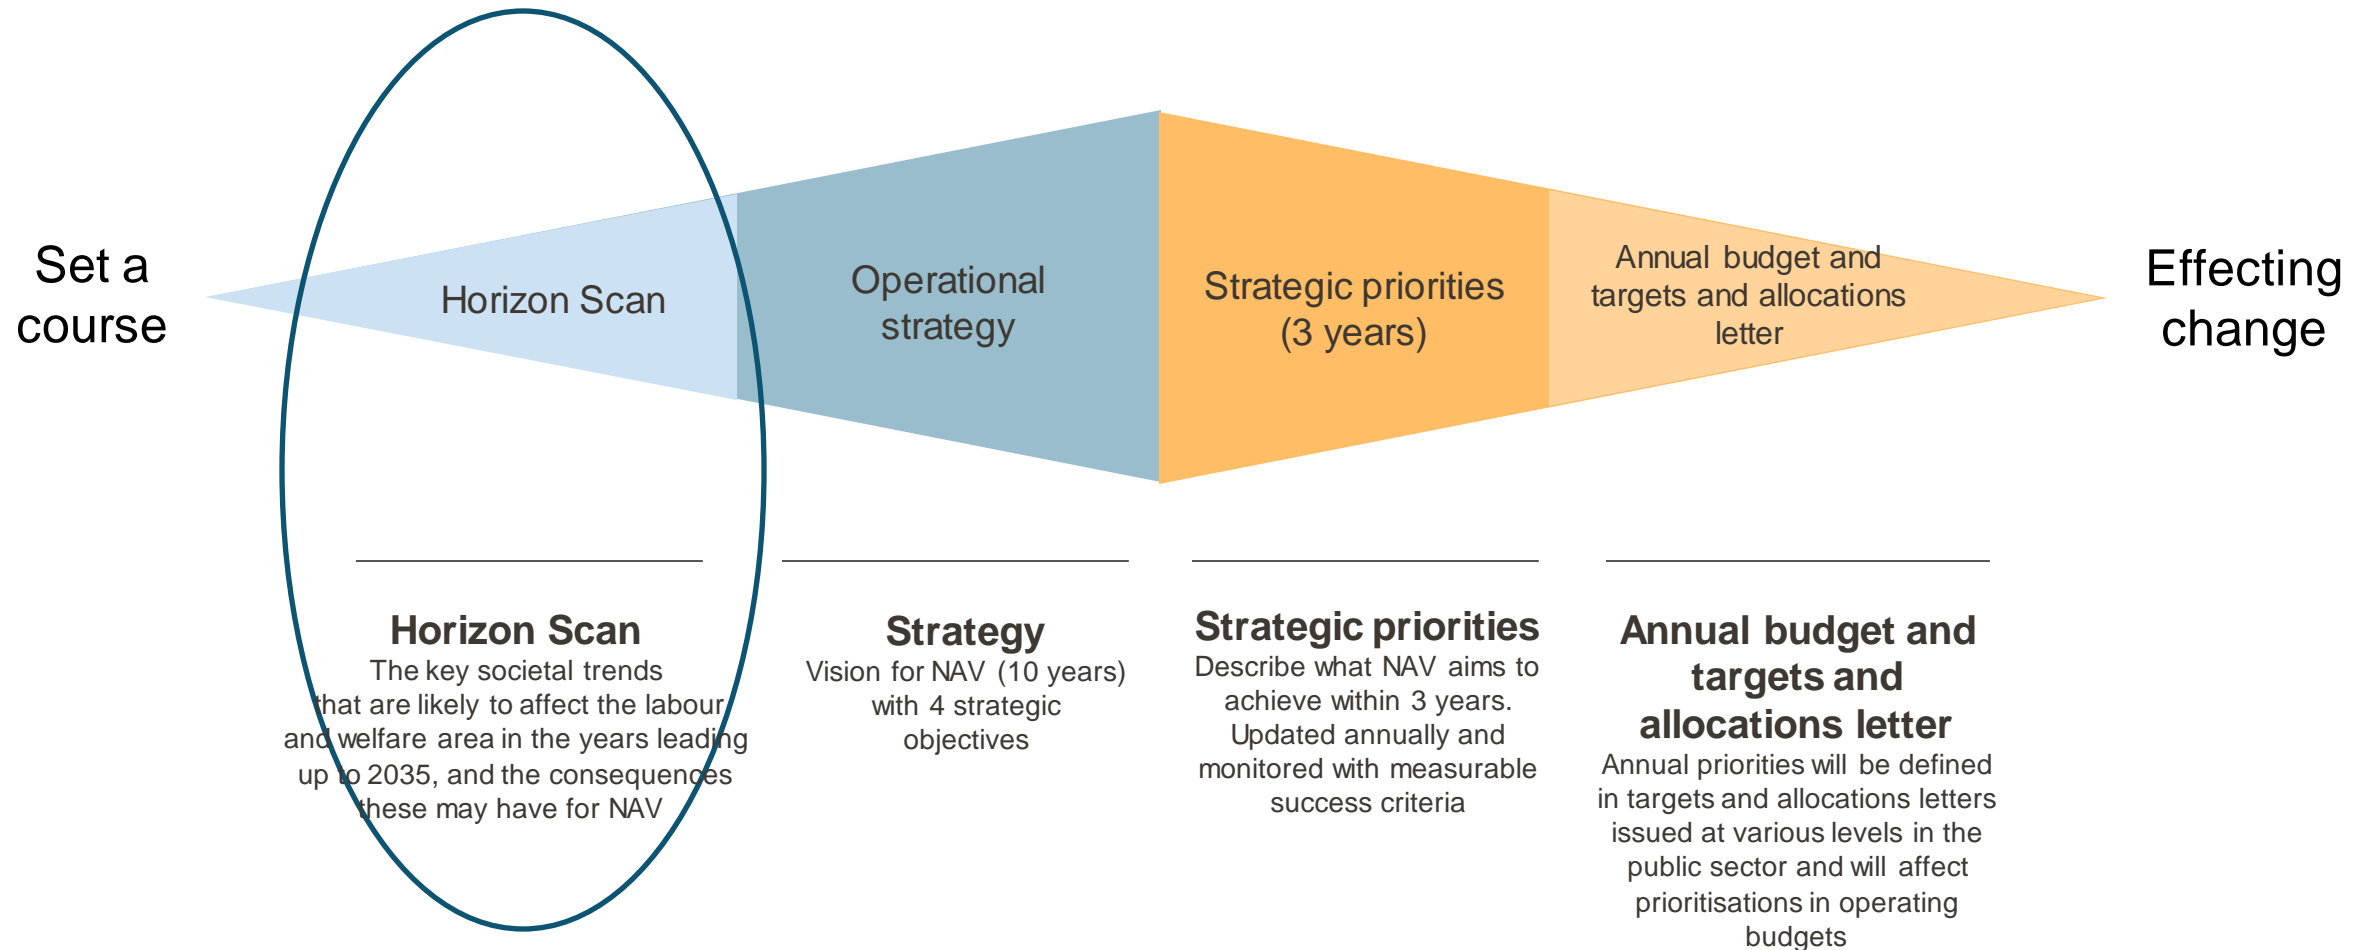 Set a
course
Horizon Scan
Operational
strategy
Strategic priorities
(3 years)
Annual budget and
targets and allocations
letter
Effecting
change
Horizon Scan
The key societal trends
that are likely to affect the labour
and welfare area in the years leading
up to 2035, and the consequences
these may have for NAV
Strategy
Vision for NAV (10 years)
with 4 strategic
objectives
Strategic priorities
Describe what NAV aims to
achieve within 3 years.
Updated annually and
monitored with measurable
success criteria
Annual budget and
targets and
allocations letter
Annual priorities will be defined
in targets and allocations letters
issued at various levels in the
public sector and will affect
prioritisations in operating
budgets